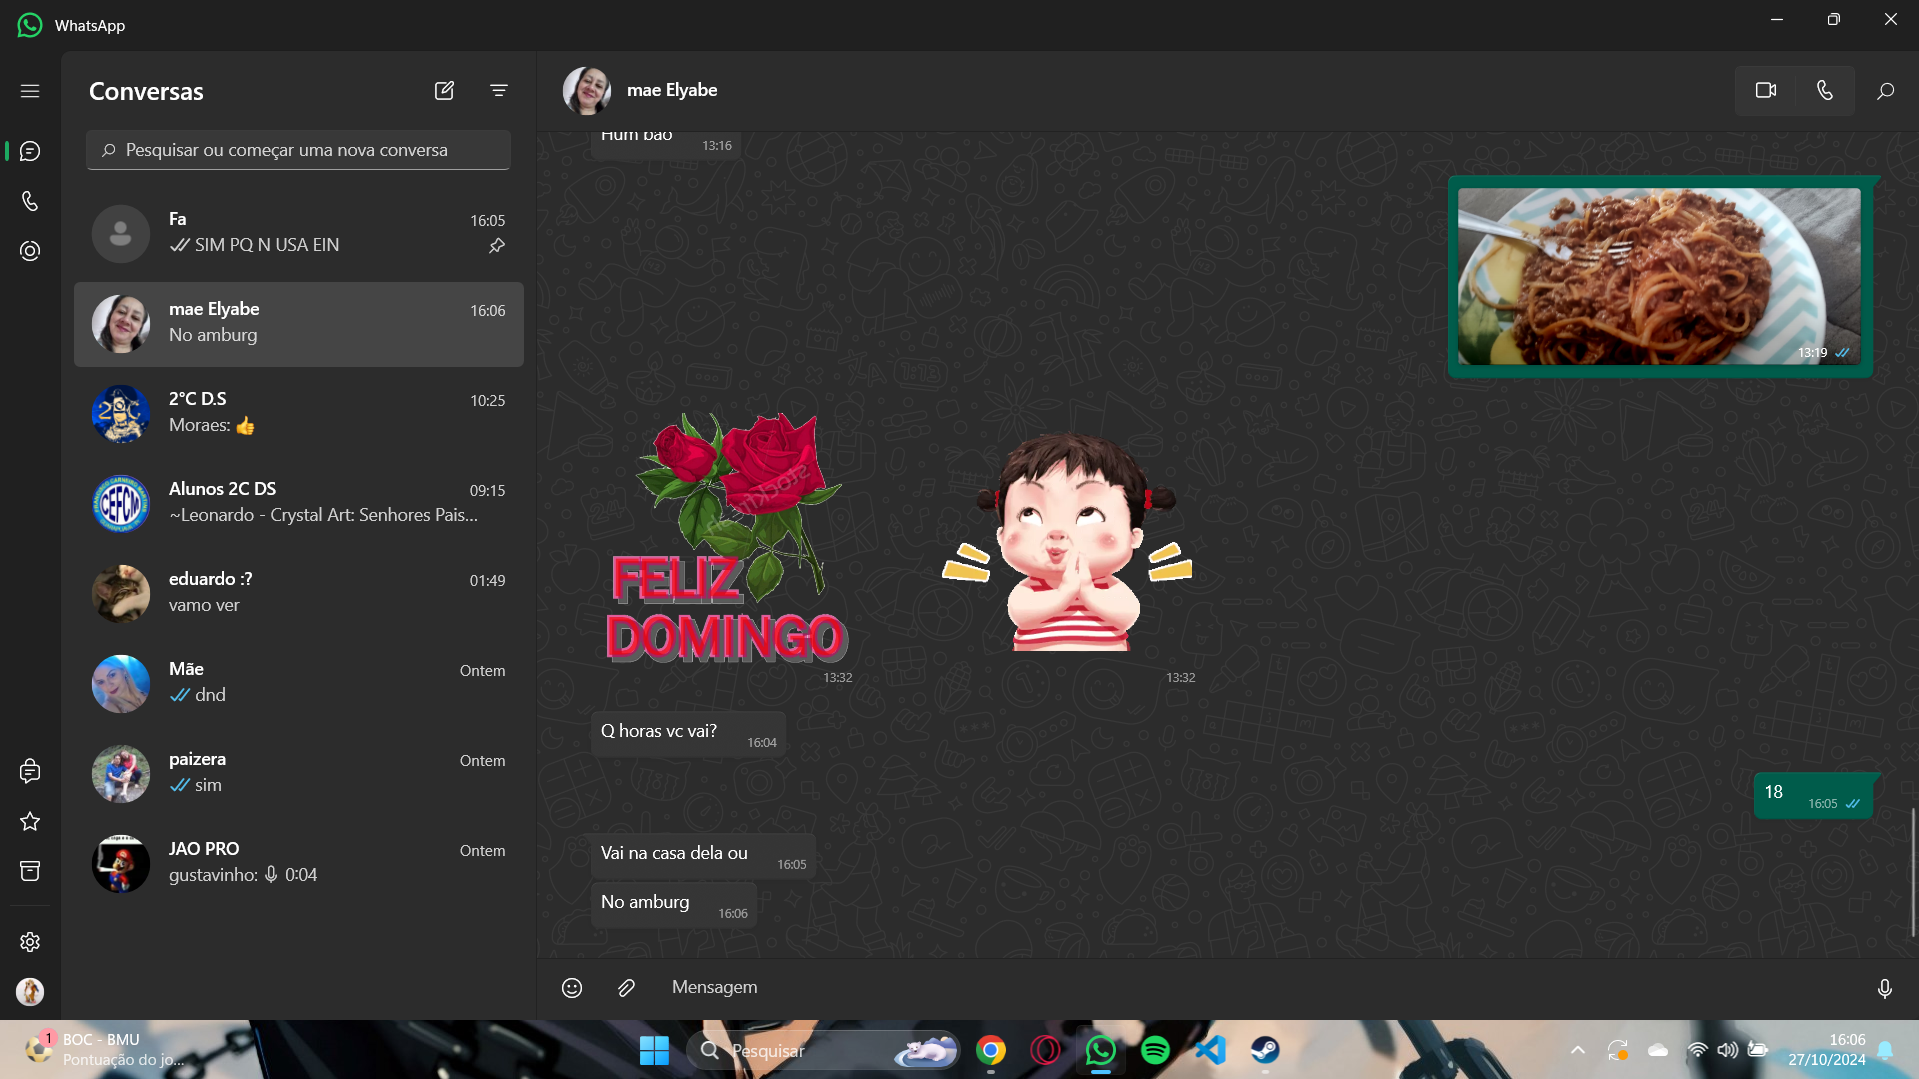 WhatsApp
Conversas
Pesquisar ou começar uma nova conversa
Fa
16:05
SIM PQ N USA EIN
mae Elyabe
16:06
No amburg
2°C D.S
10:25
Moraes: 👍
Alunos 2C DS
09:15
~Leonardo - Crystal Art: Senhores Pais...
CEFCM
eduardo :?
01:49
vamo ver
Mãe
Ontem
dnd
paizera
Ontem
sim
JAO PRO
Ontem
gustavinho: 0:04
mae Elyabe
Hum bao
13:16
13:19
FELIZ
DOMINGO
13:32
13:32
Q horas vc vai?
16:04
18
16:05
Vai na casa dela ou
16:05
No amburg
16:06
Mensagem
1
BOC - BMU
Pontuação do jo...
Pesquisar
16:06
27/10/2024